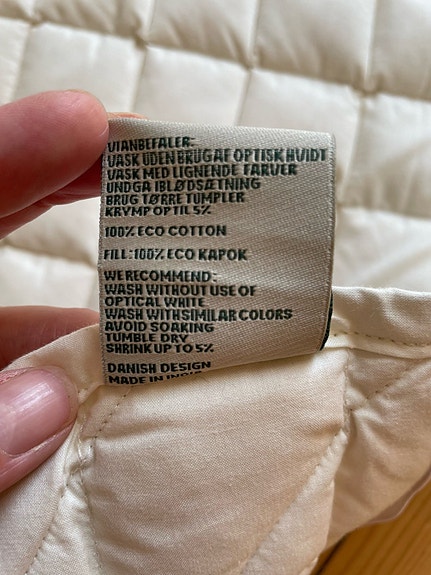 VI ANBEFALER:
VASK UDEN BRUG AF OPTISK HVIDT
VASK MED LIGNENDE FARVER
UNDGÅ IBLØDSÆTNING
BRUG TØRRE TUMPLER
KRYMP OP TIL 5%
100% ECO COTTON
FILL: 100% ECO KAPOK
WE RECOMMEND:
WASH WITHOUT USE OF
OPTICAL WHITE
WASH WITH SIMILAR COLORS
AVOID SOAKING
TUMBLE DRY
SHRINK UP TO 5%
DANISH DESIGN
MADE IN INDIA